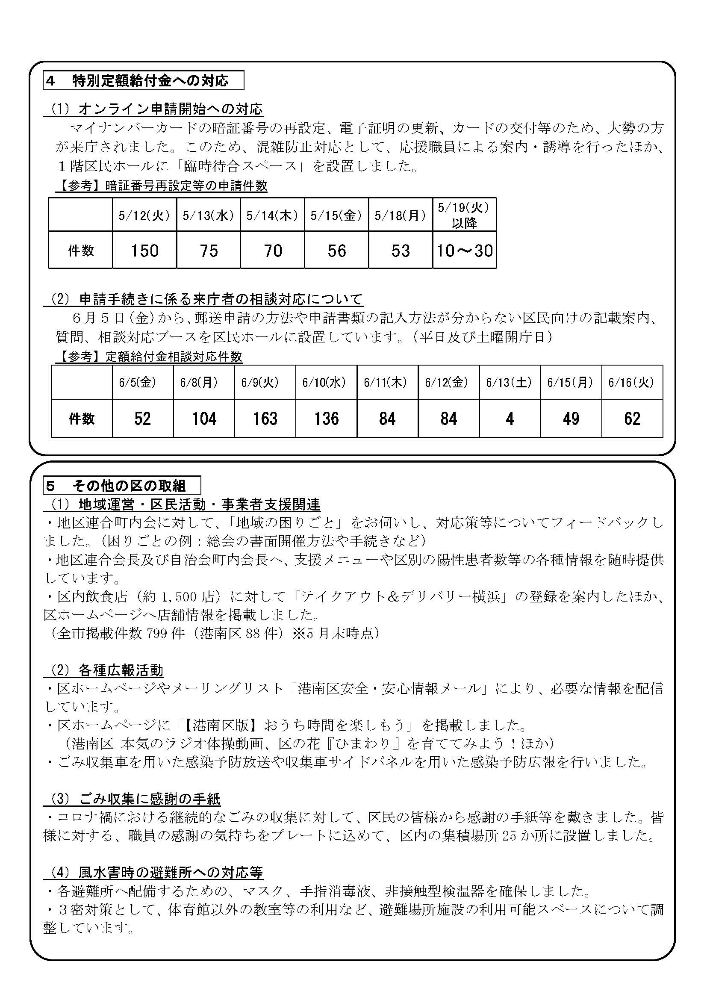 ４　特別定額給付金への対応
（1）オンライン申請開始への対応
マイナンバーカードの暗証番号の再設定、電子証明の更新、カードの交付等のため、大勢の方
が来庁されました。このため、混雑防止対応として、応援職員による案内・誘導を行ったほか、
１階区民ホールに「臨時待合スペース」を設置しました。
【参考】暗証番号再設定等の申請件数
5/12(火) 5/13(水) 5/14(木) 5/15(金) 5/18(月) 5/19(火)
以降
件数 150 75 70 56 53 10～30
（2）申請手続きに係る来庁者の相談対応について
６月５日（金）から、郵送申請の方法や申請書類の記入方法が分からない区民向けの記載案内、
質問、相談対応ブースを区民ホールに設置しています。（平日及び土曜開庁日）
【参考】定額給付金相談対応件数
6/5(金) 6/8(月) 6/9(火) 6/10(水) 6/11(木) 6/12(金) 6/13(土) 6/15(月) 6/16(火)
件数 52 104 163 136 84 84 4 49 62
５　その他の区の取組
（1）地域運営・区民活動・事業者支援関連
・地区連合町内会に対して、「地域の困りごと」をお伺いし、対応策等についてフィードバックし
ました。（困りごとの例：総会の書面開催方法や手続きなど）
・地区連合会長及び自治会町内会長へ、支援メニューや区別の陽性患者数等の各種情報を随時提供
しています。
・区内飲食店（約 1,500 店）に対して「テイクアウト＆デリバリー横浜」の登録を案内したほか、
区ホームページへ店舗情報を掲載しました。
（全市掲載件数 799 件（港南区 88 件）※5 月末時点）
（2）各種広報活動
・区ホームページやメーリングリスト「港南区安全・安心情報メール」により、必要な情報を配信
しています。
・区ホームページに「【港南区版】おうち時間を楽しもう」を掲載しました。
（港南区 本気のラジオ体操動画、区の花『ひまわり』を育ててみよう！ほか）
・ごみ収集車を用いた感染予防放送や収集車サイドパネルを用いた感染予防広報を行いました。
（3）ごみ収集に感謝の手紙
・コロナ禍における継続的なごみの収集に対して、区民の皆様から感謝の手紙等を戴きました。皆
様に対する、職員の感謝の気持ちをプレートに込めて、区内の集積場所 25 か所に設置しました。
（4）風水害時の避難所への対応等
・各避難所へ配備するための、マスク、手指消毒液、非接触型検温器を確保しました。
・３密対策として、体育館以外の教室等の利用など、避難場所施設の利用可能スペースについて調
整しています。